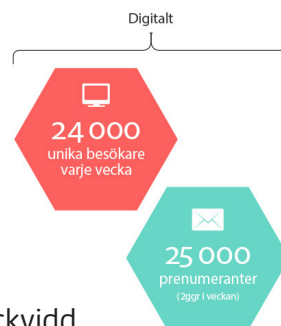 Digitalt
24 000
unika besökare
varje vecka
25 000
prenumeranter
(2ggr i veckan)